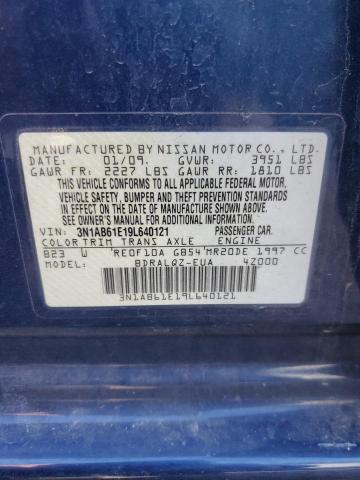 MANUFACTURED BY NISSAN MOTOR CO., LTD.
DATE: 01/09. GVWR: 3951 LBS
GAWR FR: 2227 LBS GAWR RR: 1810 LBS
THIS VEHICLE CONFORMS TO ALL APPLICABLE FEDERAL MOTOR
VEHICLE SAFETY, BUMPER AND THEFT PREVENTION STANDARDS
IN EFFECT ON THE DATE OF MANUFACTURE SHOWN ABOVE.
SEE OWNER'S MANUAL FOR ADDITIONAL INFORMATION.
VIN: 3N1AB61E19L640121 PASSENGER CAR.
COLOR TRIM TRANS AXLE ENGINE
B23 W RE0F10A GB54 MR20DE 1997 CC
MODEL: BDRALQZ-EUA 4Z000
3N1AB61E19L640121